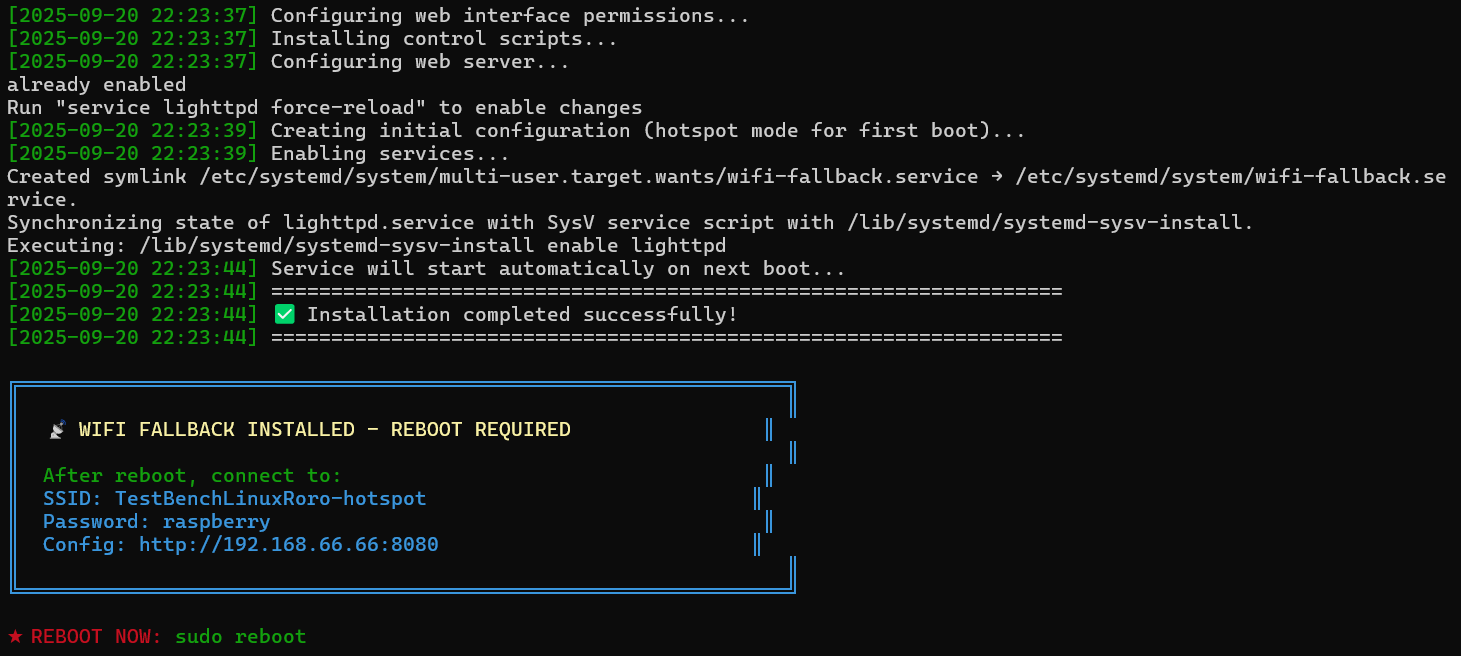 [2025-09-20 22:23:37] Configuring web interface permissions...
[2025-09-20 22:23:37] Installing control scripts...
[2025-09-20 22:23:37] Configuring web server...
already enabled
Run "service lighttpd force-reload" to enable changes
[2025-09-20 22:23:39] Creating initial configuration (hotspot mode for first boot)...
[2025-09-20 22:23:39] Enabling services...
Created symlink /etc/systemd/system/multi-user.target.wants/wifi-fallback.service → /etc/systemd/system/wifi-fallback.se
rvice.
Synchronizing state of lighttpd.service with SysV service script with /lib/systemd/systemd-sysv-install.
Executing: /lib/systemd/systemd-sysv-install enable lighttpd
[2025-09-20 22:23:44] Service will start automatically on next boot...
[2025-09-20 22:23:44] ==================================================================
[2025-09-20 22:23:44] ✅ Installation completed successfully!
[2025-09-20 22:23:44] ==================================================================
📡 WIFI FALLBACK INSTALLED - REBOOT REQUIRED
After reboot, connect to:
SSID: TestBenchLinuxRoro-hotspot
Password: raspberry
Config: http://192.168.66.66:8080
★ REBOOT NOW: sudo reboot